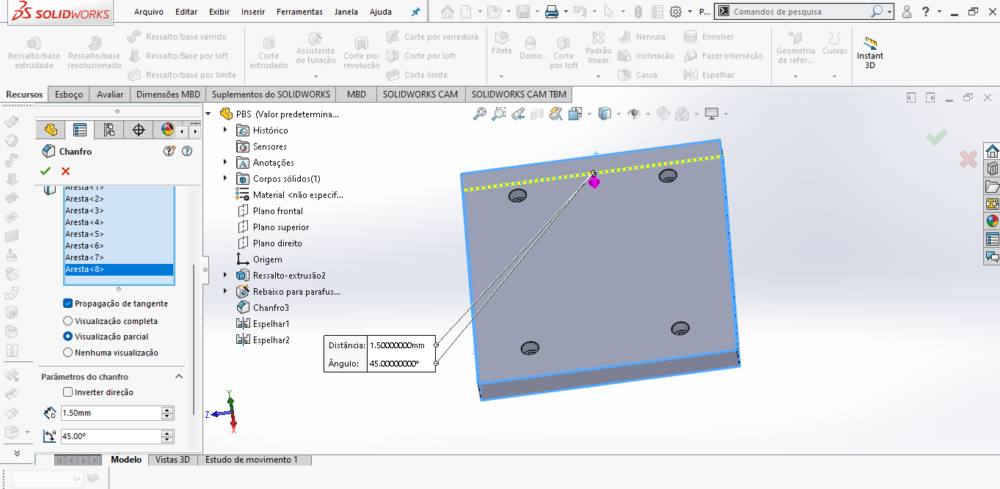 SOLIDWORKS
Arquivo Editar Exibir Inserir Ferramentas Janela Ajuda
P...
Comandos de pesquisa
Ressalto/base extrudado
Ressalto/base revolucionado
Ressalto/base varrido
Ressalto/Base por loft
Ressalto/base por limite
Corte extrudado
Assistente de furação
Corte por revolução
Corte por varredura
Corte por loft
Corte limite
Filete
Domo
Corte por loft
Padrão linear
Nervura
Inclinação
Casca
Envolver
Fazer interseção
Espelhar
Geometria de refer...
Curvas
Instant 3D
Recursos Esboço Avaliar Dimensões MBD Suplementos do SOLIDWORKS MBD SOLIDWORKS CAM SOLIDWORKS CAM TBM
Chanfro
Aresta<1>
Aresta<2>
Aresta<3>
Aresta<4>
Aresta<5>
Aresta<6>
Aresta<7>
Aresta<8>
Propagação de tangente
Visualização completa
Visualização parcial
Nenhuma visualização
Parâmetros do chanfro
Inverter direção
1.50mm
45.00º
PBS (Valor predetermina...
Histórico
Sensores
Anotações
Corpos sólidos(1)
Material <não especif...
Plano frontal
Plano superior
Plano direito
Origem
Ressalto-extrusão2
Rebaixo para parafus...
Chanfro3
Espelhar1
Espelhar2
Distância: 1.50000000mm
Ângulo: 45.00000000º
Y
Z
X
Modelo Vistas 3D Estudo de movimento 1